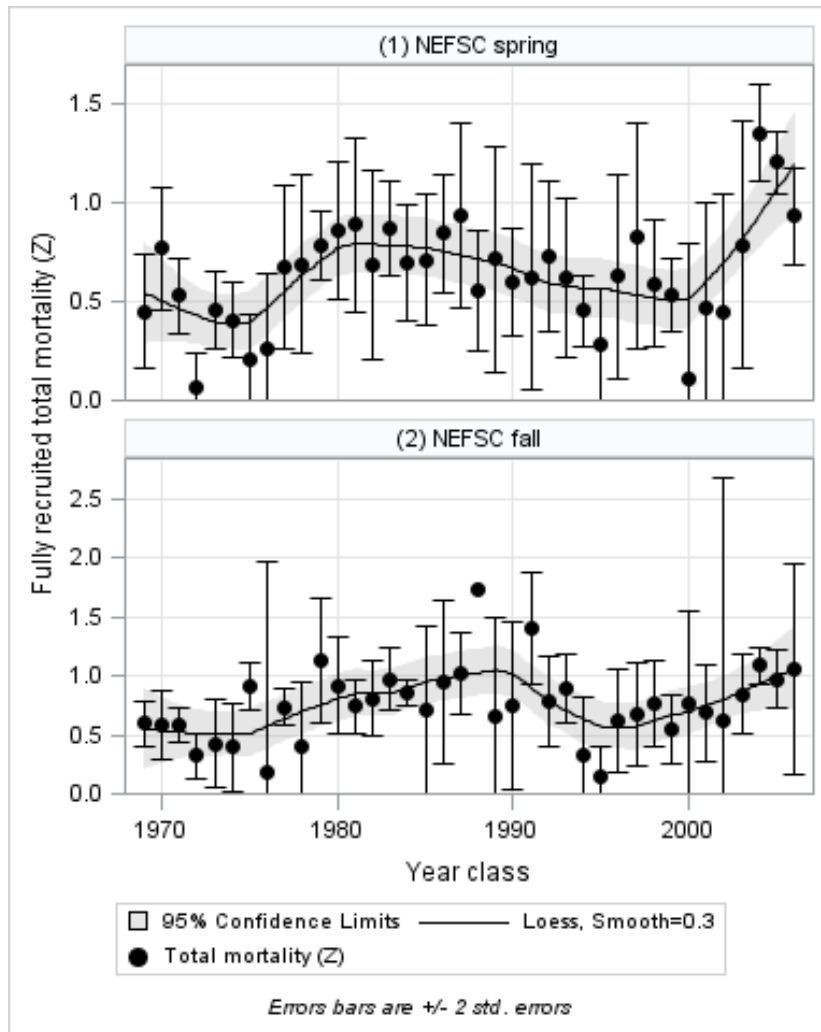 (1) NEFSC spring
1.5
1.0
0.5
0.0
Fully recruited total mortality (Z)
(2) NEFSC fall
2.5
2.0
1.5
1.0
0.5
0.0
1970 1980 1990 2000
Year class
95% Confidence Limits Loess, Smooth=0.3
Total mortality (Z)
Errors bars are +/- 2 std. errors